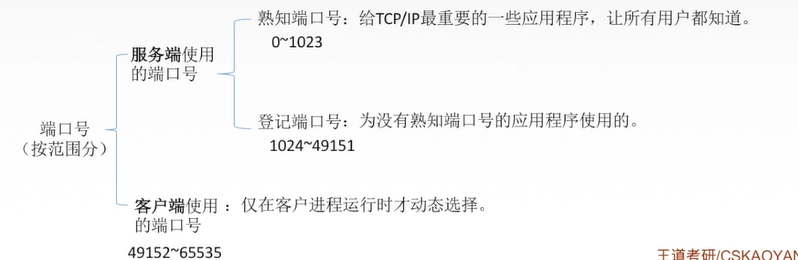 熟知端口号：给TCP/IP最重要的一些应用程序，让所有用户都知道。
0~1023
服务端使用
的端口号
登记端口号：为没有熟知端口号的应用程序使用的。
1024~49151
端口号
（按范围分）
客户端使用：仅在客户进程运行时才动态选择。
的端口号
49152~65535
王道考研/CSKAOYAN